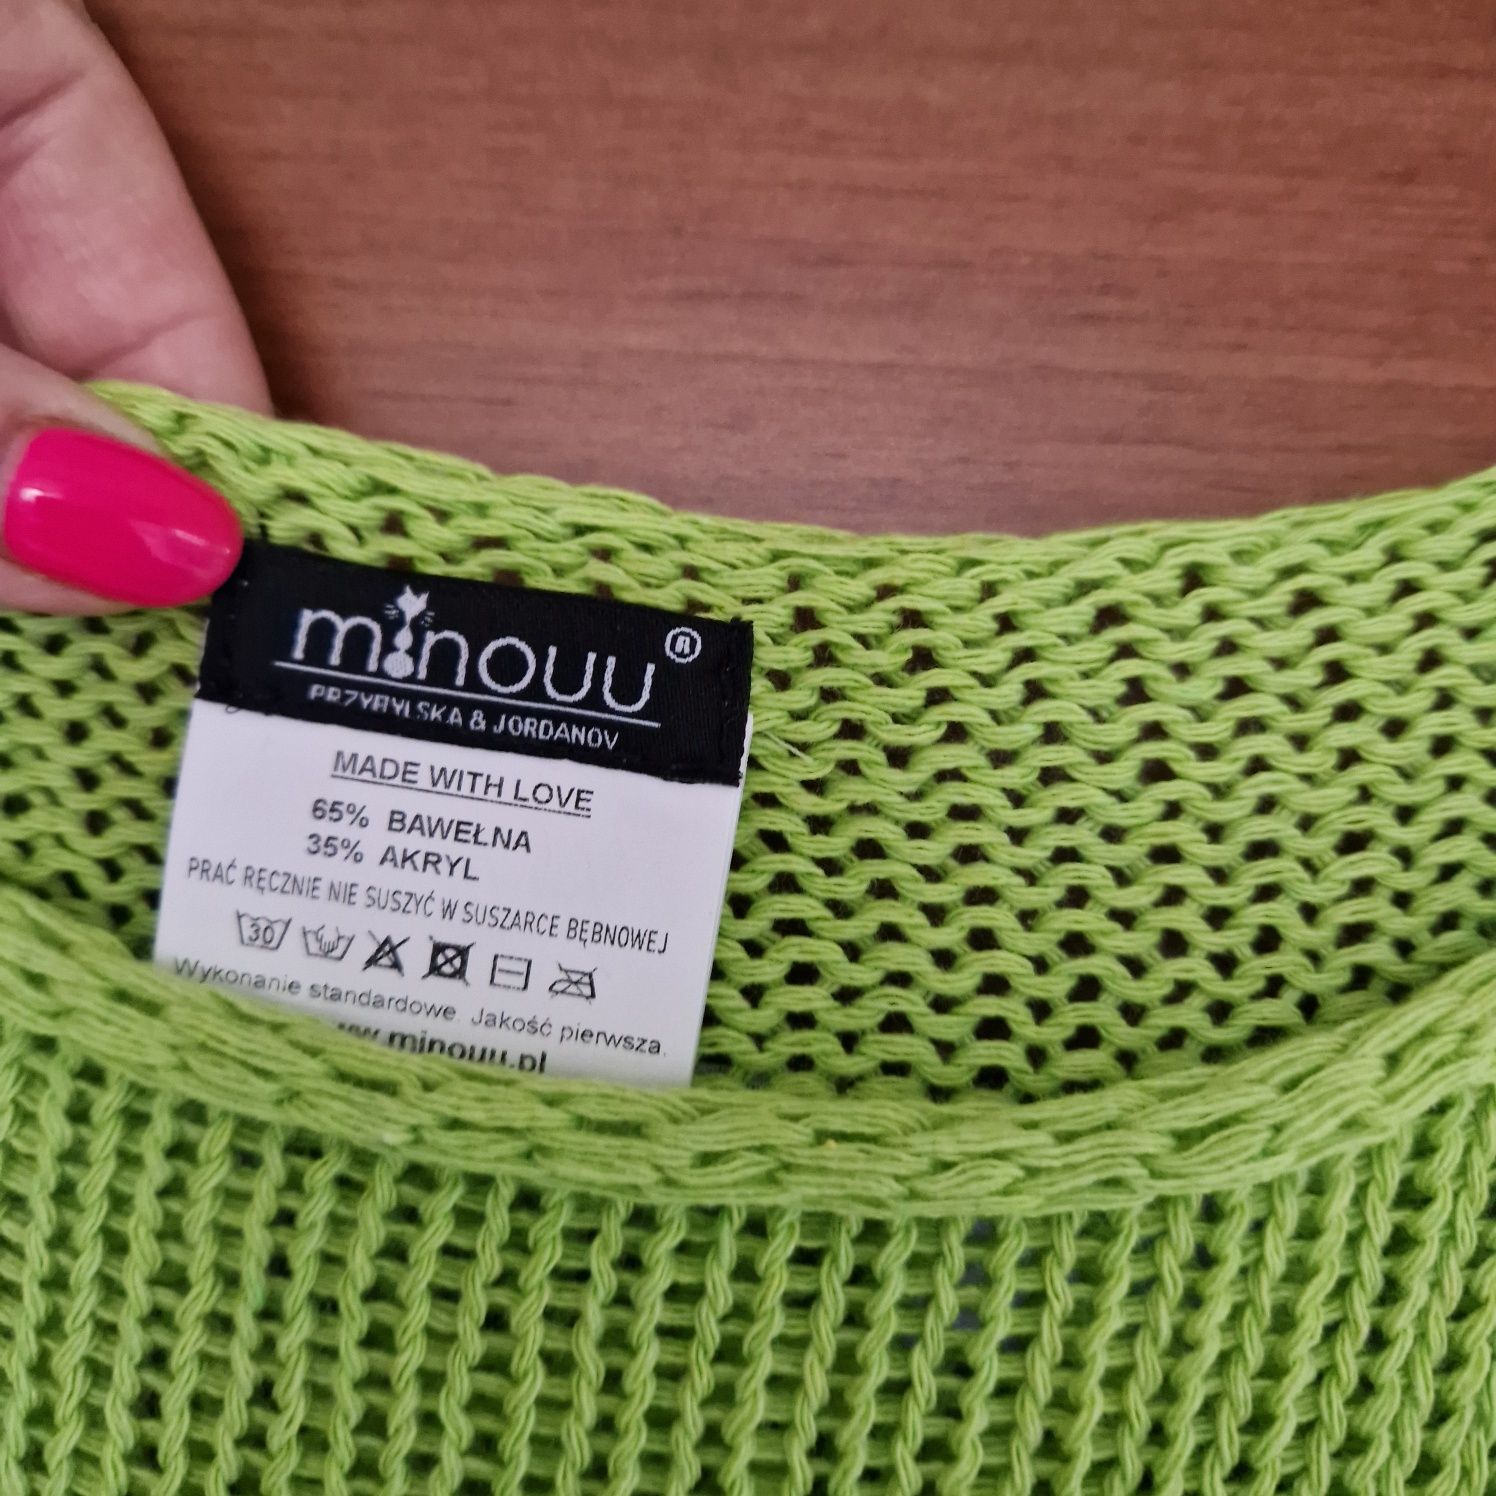 minouu®
PRZYBYLSKA & JORDANOV
MADE WITH LOVE
65% BAWEŁNA
35% AKRYL
PRAĆ RĘCZNIE NIE SUSZYĆ W SUSZARCE BĘBNOWEJ
30
Wykonanie standardowe. Jakość pierwsza.
www.minouu.pl